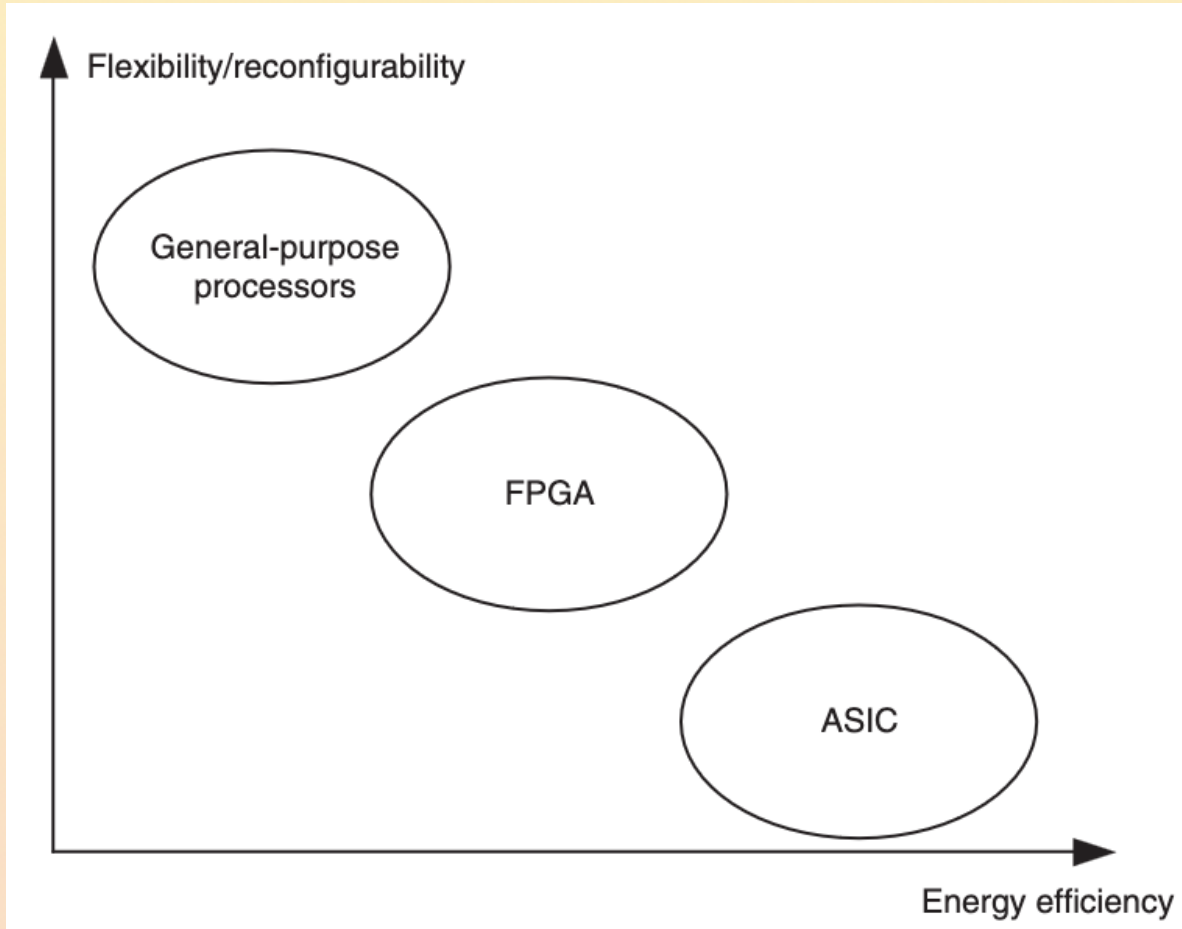 Flexibility/reconfigurability
General-purpose
processors
FPGA
ASIC
Energy efficiency